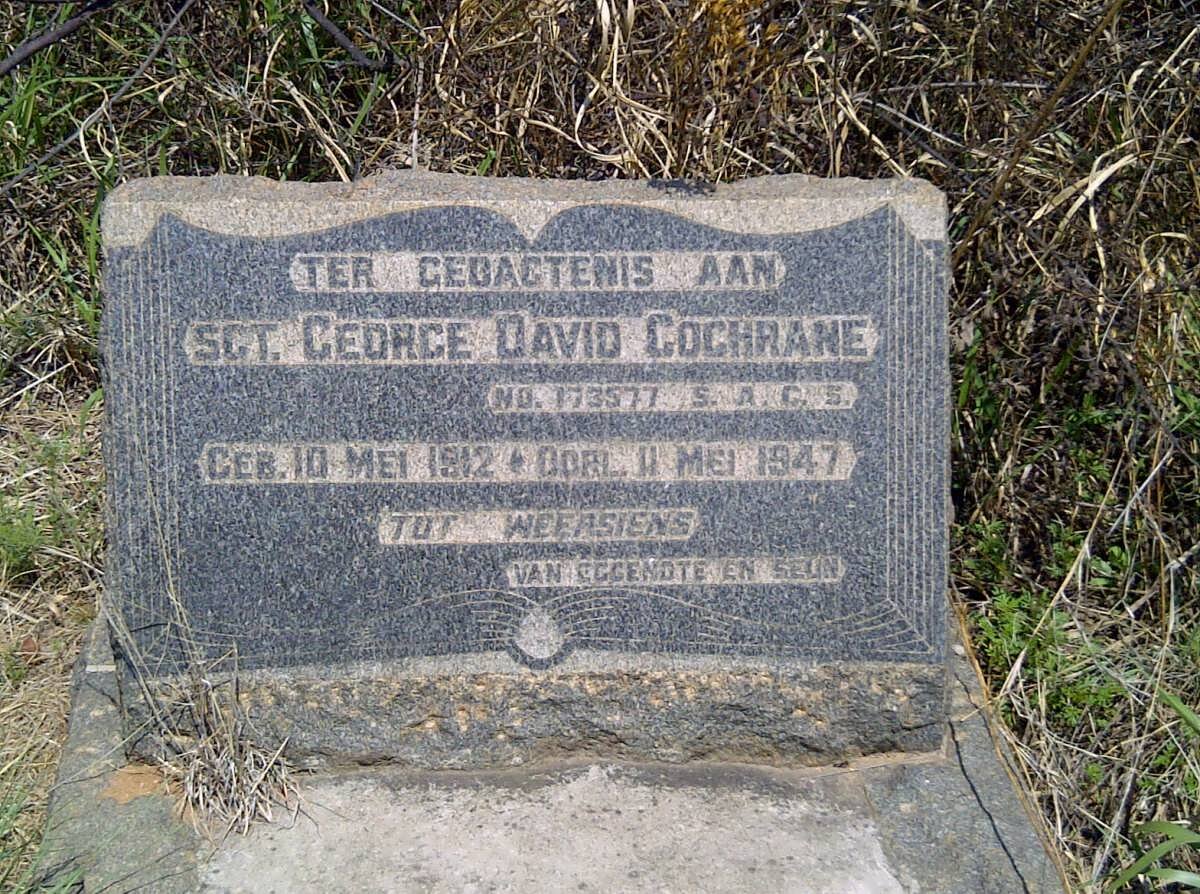 TER GEDAGTENIS AAN
SGT. GEORGE DAVID COCHRANE
NO. 173577 S. A. C. S.
GEB. 10 MEI 1912 ♦ OORL. 11 MEI 1947
TOT WEERSIENS
VAN EGGENOTE EN SEUN